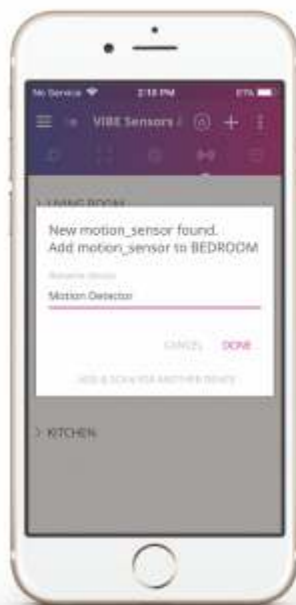 No Service 2:18 PM 81%
VIBE Sensors
LIVING ROOM
New motion_sensor found.
Add motion_sensor to BEDROOM
Rename device
Motion Detector
CANCEL DONE
ADD & SCAN FOR ANOTHER DEVICE
> KITCHEN